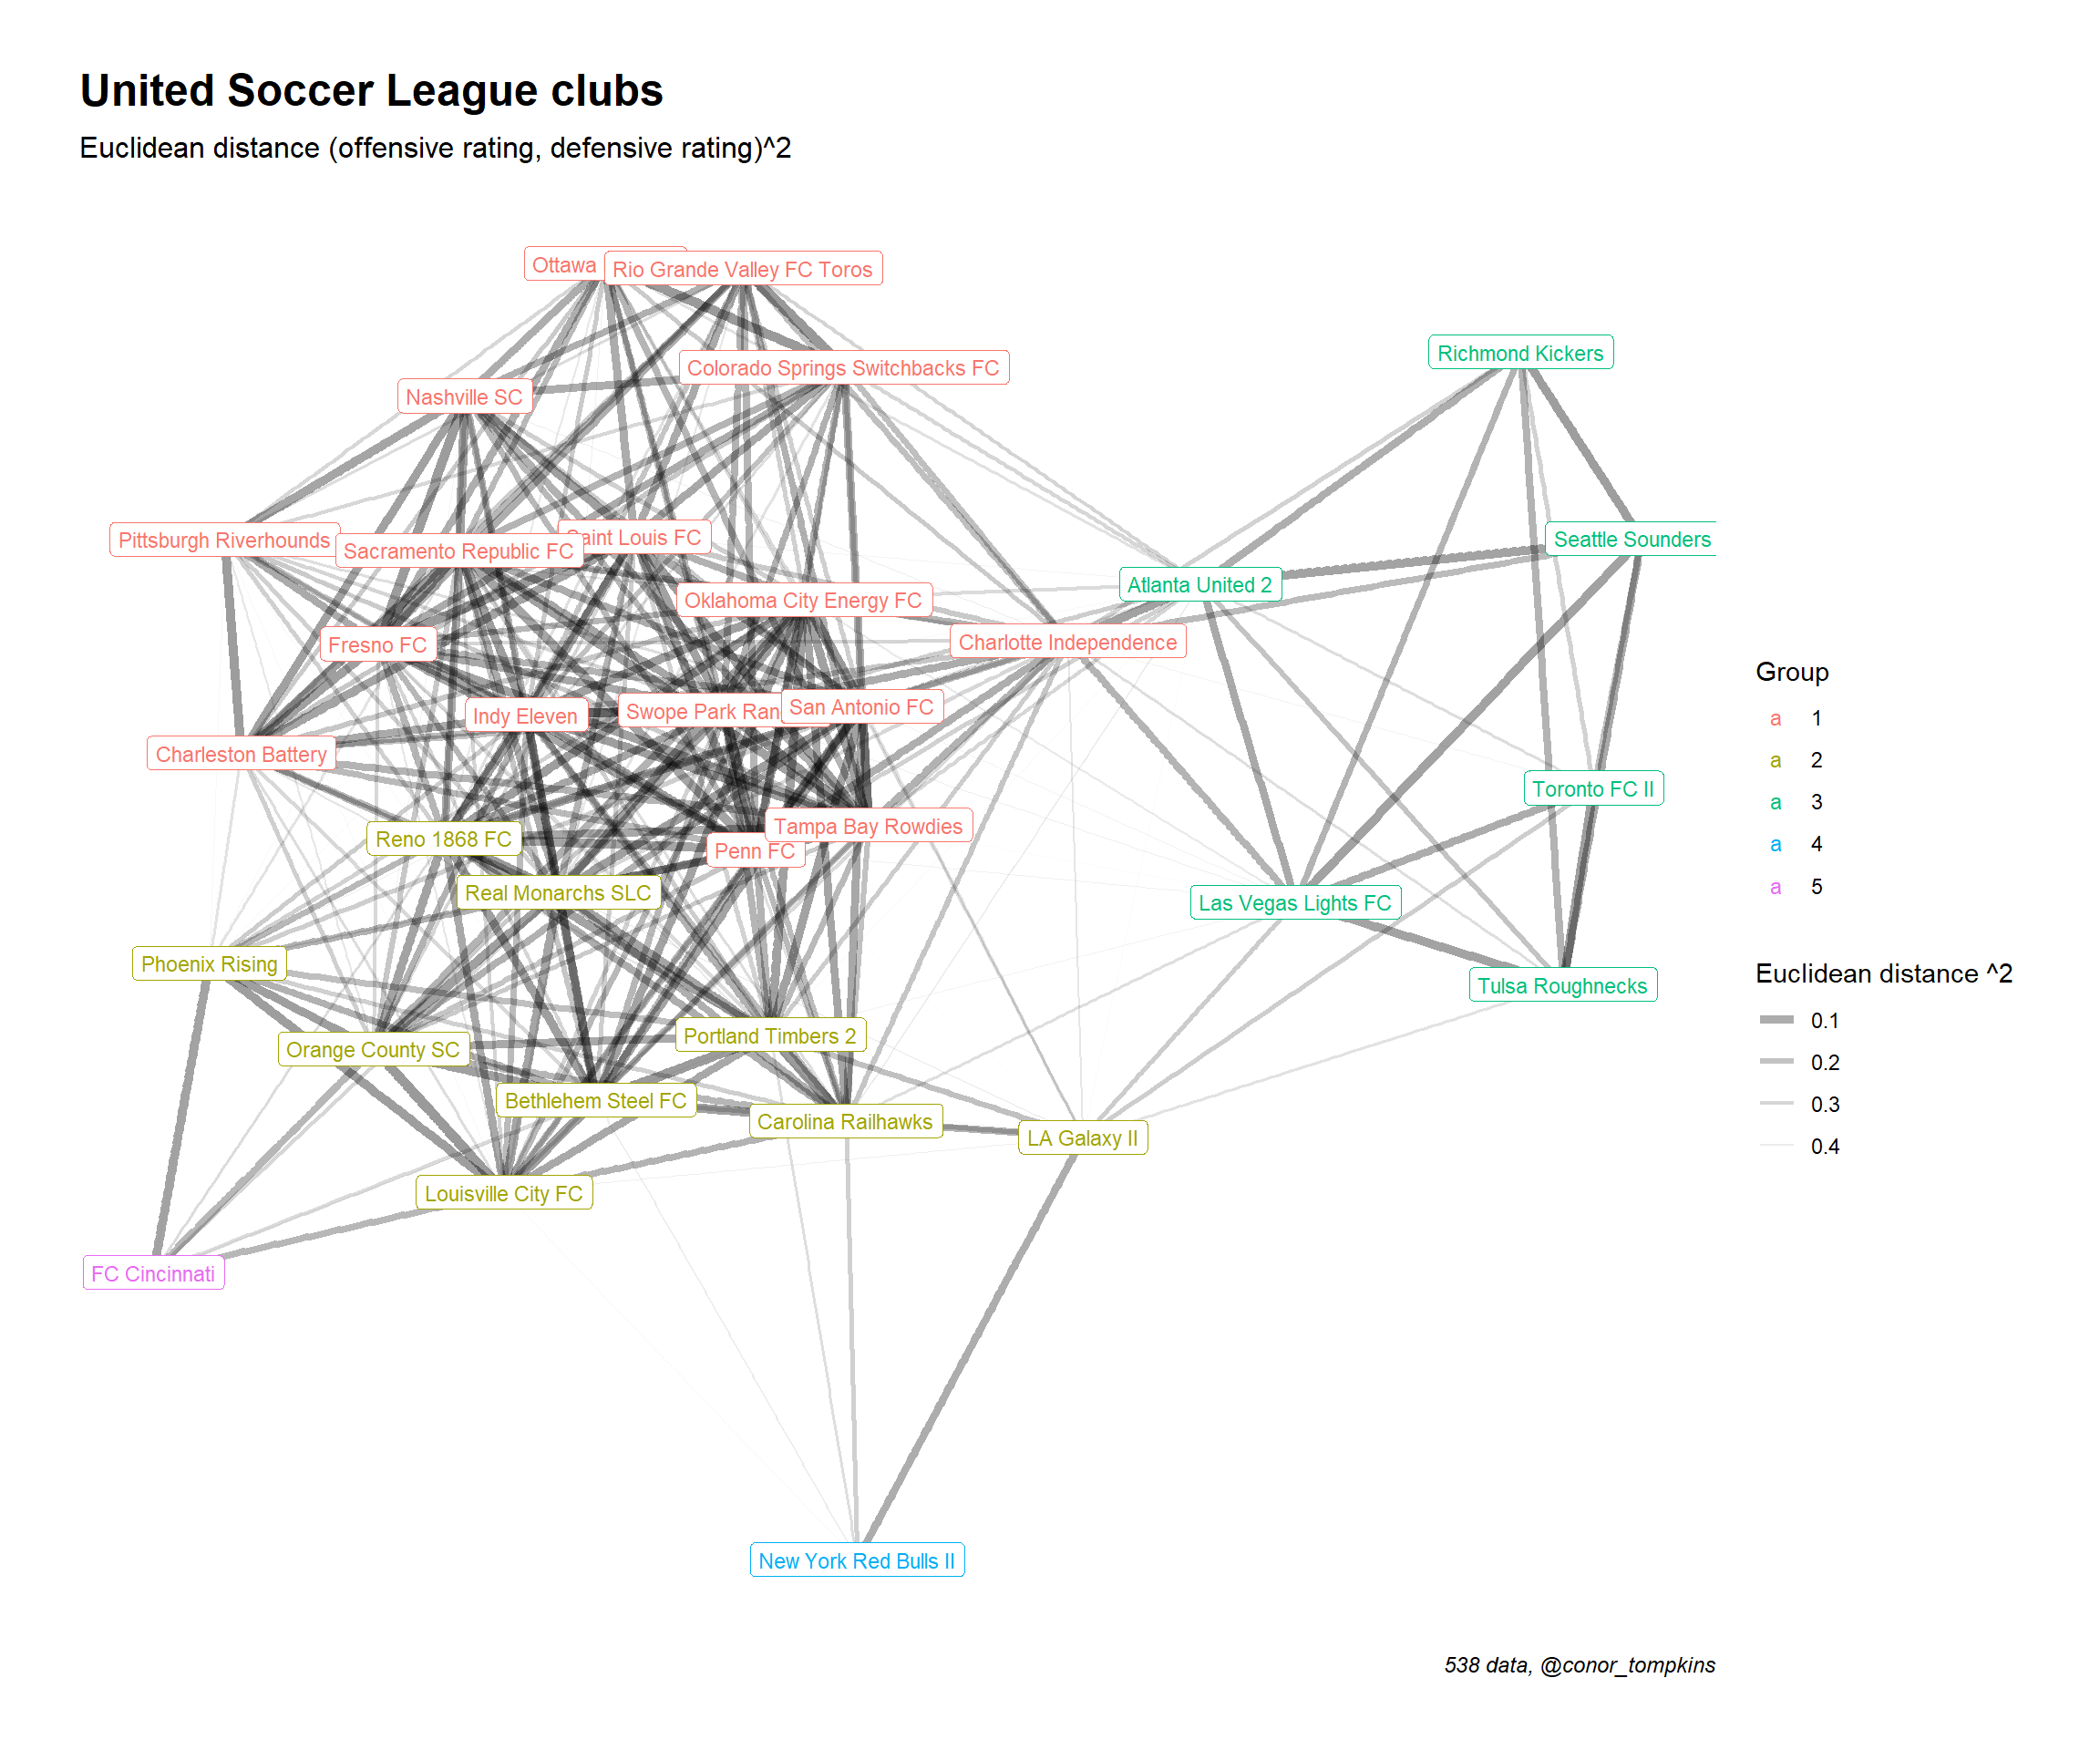 United Soccer League clubs
Euclidean distance (offensive rating, defensive rating)^2
Ottawa
Rio Grande Valley FC Toros
Richmond Kickers
Colorado Springs Switchbacks FC
Nashville SC
Pittsburgh Riverhounds
Sacramento Republic FC
Saint Louis FC
Seattle Sounders
Atlanta United 2
Oklahoma City Energy FC
Fresno FC
Charlotte Independence
Indy Eleven
Swope Park Ran
San Antonio FC
Charleston Battery
Toronto FC II
Tampa Bay Rowdies
Reno 1868 FC
Penn FC
Real Monarchs SLC
Las Vegas Lights FC
Phoenix Rising
Tulsa Roughnecks
Portland Timbers 2
Orange County SC
Bethlehem Steel FC
Carolina Railhawks
LA Galaxy II
Louisville City FC
FC Cincinnati
New York Red Bulls II
Group
a 1
a 2
a 3
a 4
a 5
Euclidean distance ^2
0.1
0.2
0.3
0.4
538 data, @conor_tompkins